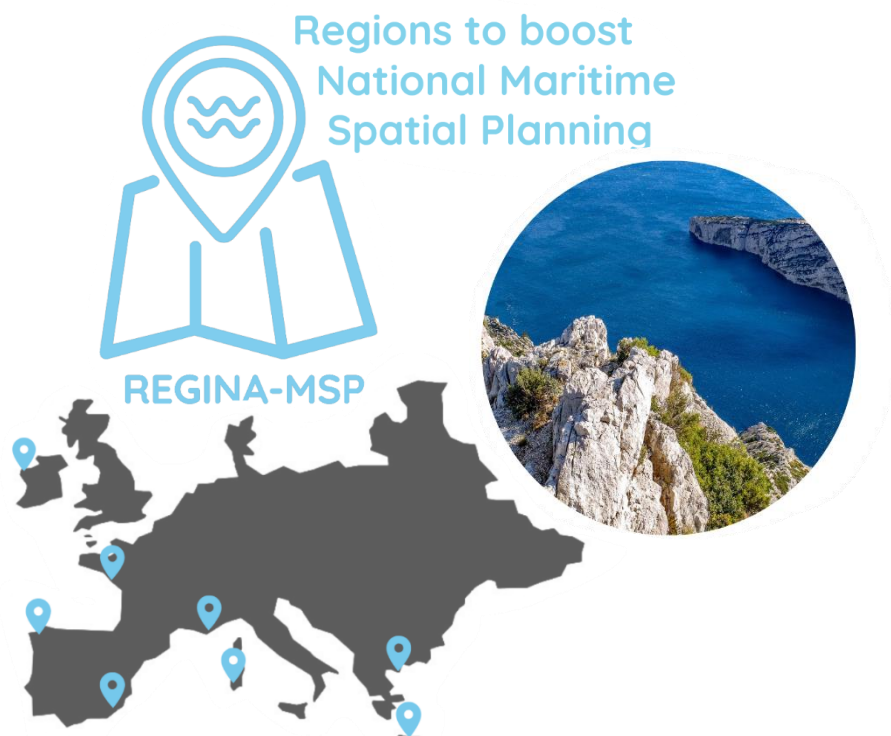 Regions to boost
National Maritime
Spatial Planning
REGINA-MSP